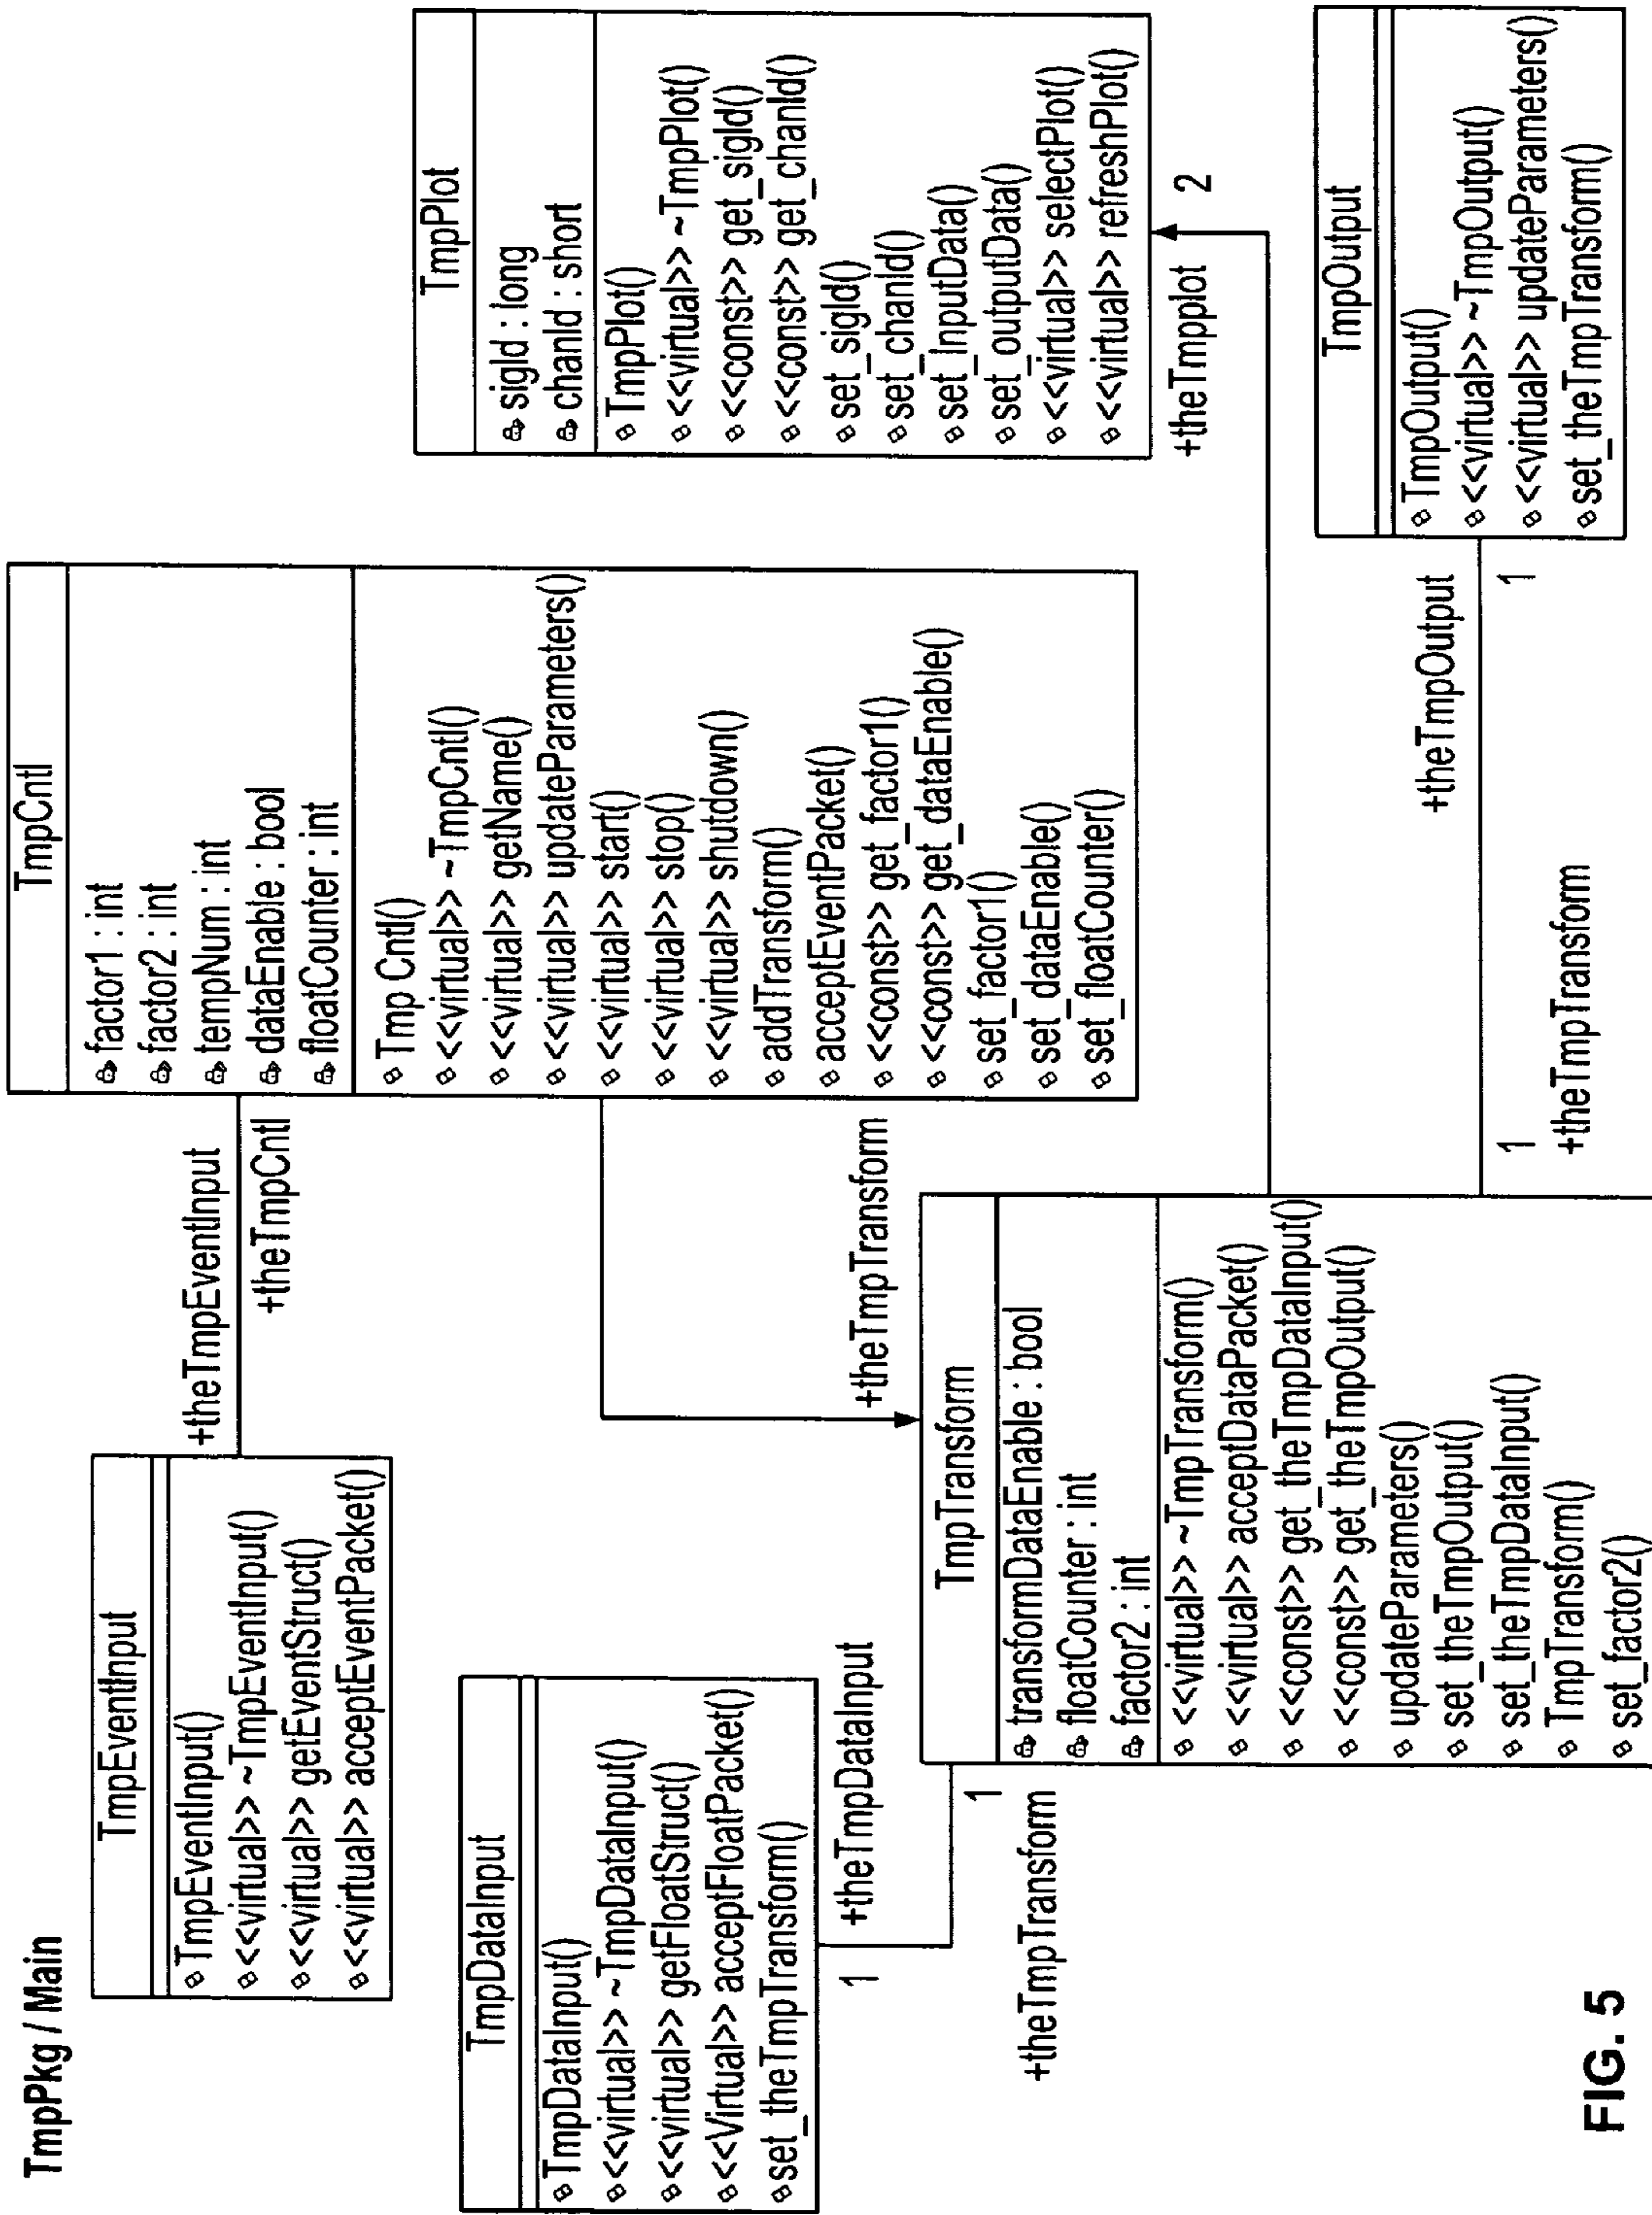 TmpPkg / Main
TmpEventInput
TmpEventInput()
<<virtual>> ~TmpEventInput()
<<virtual>> getEventStruct()
<<virtual>> acceptEventPacket()
+theTmpEventInput
+theTmpCntl
TmpCntl
factor1 : int
factor2 : int
tempNum : int
dataEnable : bool
floatCounter : int
Tmp Cntl()
<<virtual>> ~TmpCntl()
<<virtual>> getName()
<<virtual>> updateParameters()
<<virtual>> start()
<<virtual>> stop()
<<virtual>> shutdown()
addTransform()
acceptEventPacket()
<<const>> get_factor1()
<<const>> get_dataEnable()
set_factor1()
set_dataEnable()
set_floatCounter()
TmpPlot
sigId : long
chanId : short
TmpPlot()
<<virtual>> ~TmpPlot()
<<const>> get_sigId()
<<const>> get_chanId()
set_sigId()
set_chanId()
set_InputData()
set_outputData()
<<virtual>> selectPlot()
<<virtual>> refreshPlot()
+theTmpplot
2
TmpDataInput
TmpDataInput()
<<virtual>> ~TmpDataInput()
<<virtual>> getFloatStruct()
<<Virtual>> acceptFloatPacket()
set_theTmpTransform()
1
+theTmpDataInput
1
+theTmpTransform
+theTmpTransform
TmpTransform
transformDataEnable : bool
floatCounter : int
factor2 : int
<<virtual>> ~TmpTransform()
<<virtual>> acceptDataPacket()
<<const>> get_theTmpDataInput()
<<const>> get_theTmpOutput()
updateParameters()
set_theTmpOutput()
set_theTmpDataInput()
TmpTransform()
set_factor2()
1
+theTmpTransform
+theTmpOutput
1
TmpOutput
TmpOutput()
<<virtual>> ~TmpOutput()
<<virtual>> updateParameters()
set_theTmpTransform()
FIG. 5